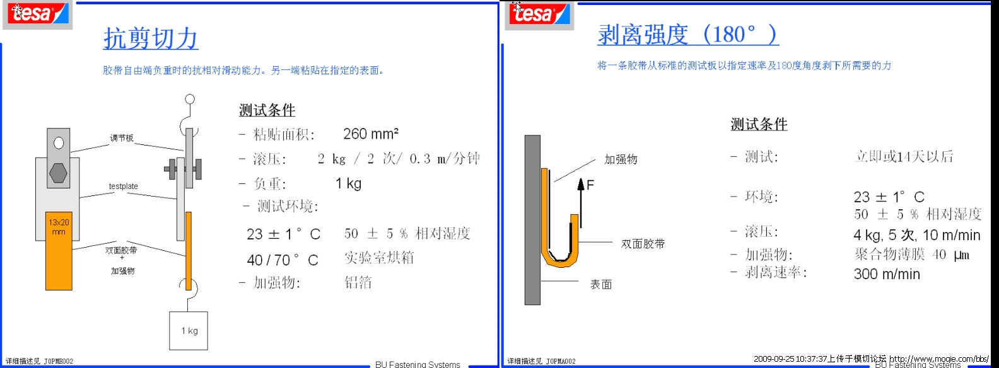 tesa
抗剪切力
胶带自由端负重时的抗相对滑动能力。另一端粘贴在指定的表面。
调节板
testplate
13x20
mm
双面胶带
+
加强物
1 kg
测试条件
- 粘贴面积: 260 mm²
- 滚压: 2 kg / 2 次/ 0.3 m/分钟
- 负重: 1 kg
- 测试环境:
23 ± 1° C 50 ± 5 % 相对湿度
40 / 70 ° C 实验室烘箱
- 加强物: 铝箔
详细描述见 JOPME002
BU Fastening Systems
tesa
剥离强度 (180° )
将一条胶带从标准的测试板以指定速率及180度角度剥下所需要的力
加强物
F
双面胶带
表面
测试条件
- 测试: 立即或14天以后
- 环境: 23 ± 1° C
50 ± 5 % 相对湿度
- 滚压: 4 kg, 5 次, 10 m/min
- 加强物: 聚合物薄膜 40 µm
- 剥离速率: 300 m/min
详细描述见 JOPMA002
2009-09-25 10:37:37上传于模切论坛 http://www.moqie.com/bbs/
BU Fastening Systems